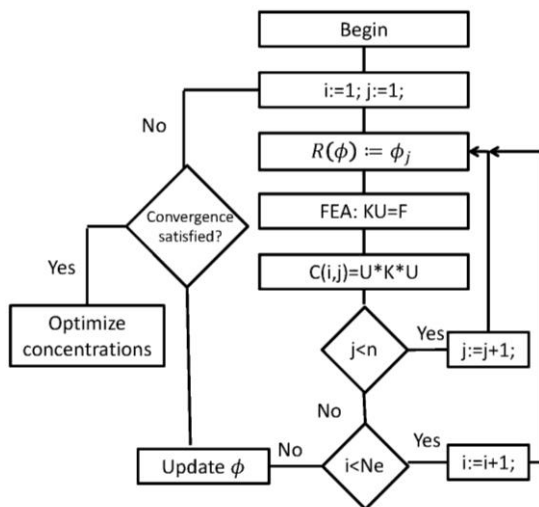 Begin
i:=1; j:=1;
No
R(ϕ) := ϕⱼ
Convergence
satisfied?
FEA: KU=F
Yes
C(i,j)=U*K*U
Optimize
concentrations
j<n
Yes
j:=j+1;
No
Update ϕ
No
i<Ne
Yes
i:=i+1;